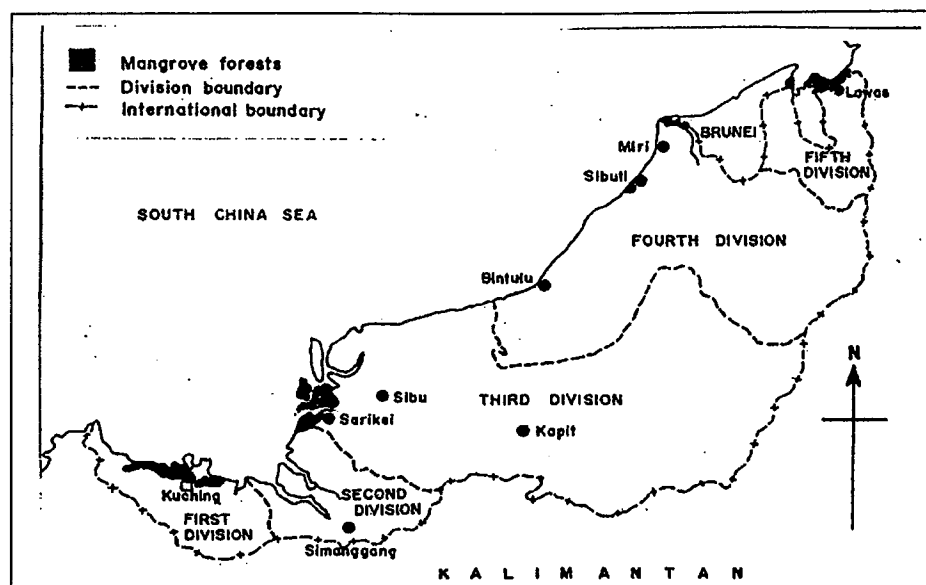 Mangrove forests
Division boundary
International boundary
Lawas
BRUNEI
Miri
FIFTH
DIVISION
Sibuti
SOUTH CHINA SEA
FOURTH DIVISION
Bintulu
N
Sibu
THIRD DIVISION
Sarikei
Kapit
Kuching
SECOND
DIVISION
FIRST
DIVISION
Simanggang
KALIMANTAN